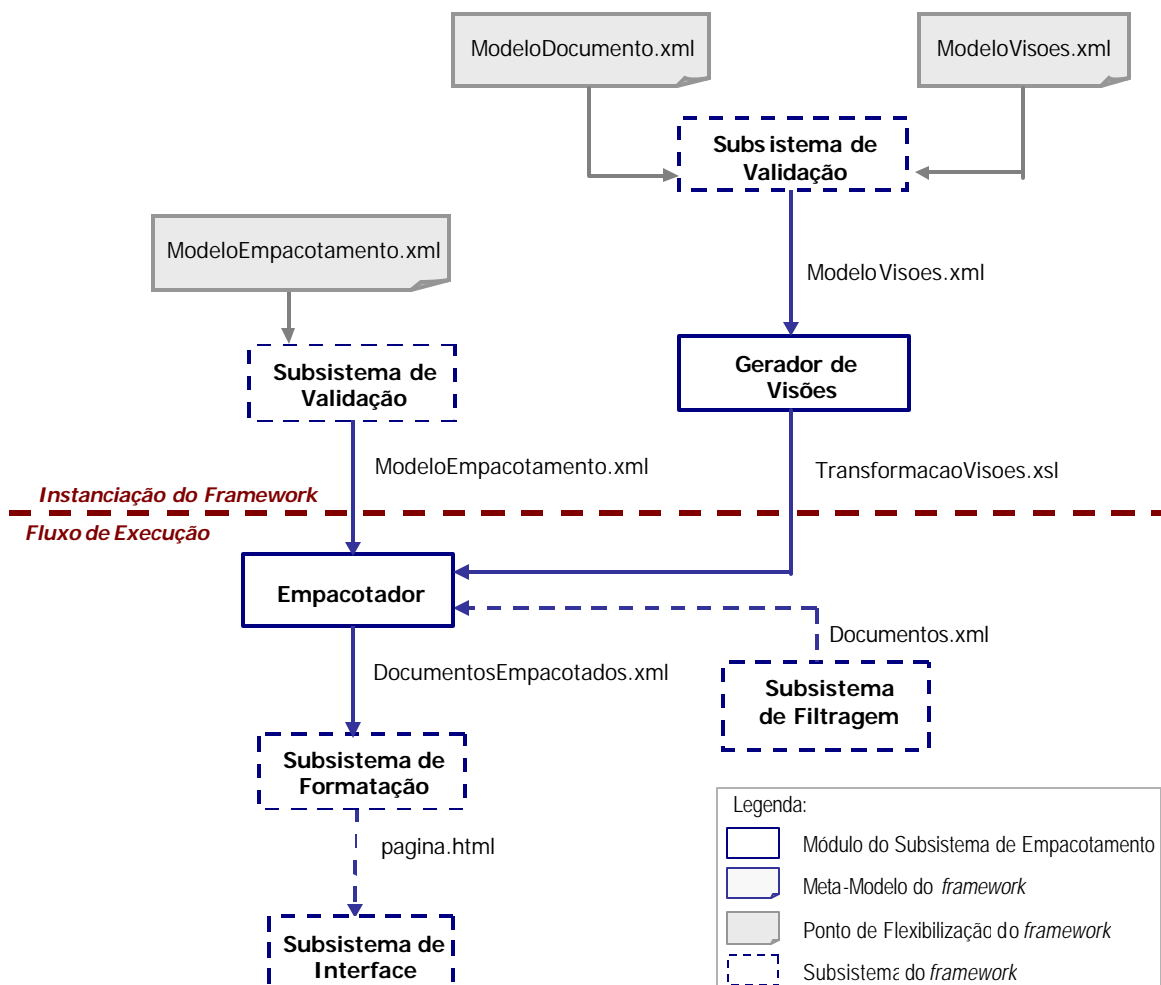 ModeloDocumento.xml
ModeloVisoes.xml
Subsistema de
Validação
ModeloEmpacotamento.xml
ModeloVisoes.xml
Subsistema de
Validação
Gerador de
Visões
ModeloEmpacotamento.xml
TransformacaoVisoes.xsl
Instanciação do Framework
Fluxo de Execução
Empacotador
Documentos.xml
DocumentosEmpacotados.xml
Subsistema
de Filtragem
Subsistema de
Formatação
pagina.html
Subsistema de
Interface
Legenda:
Módulo do Subsistema de Empacotamento
Meta-Modelo do framework
Ponto de Flexibilização do framework
Subsistema do framework